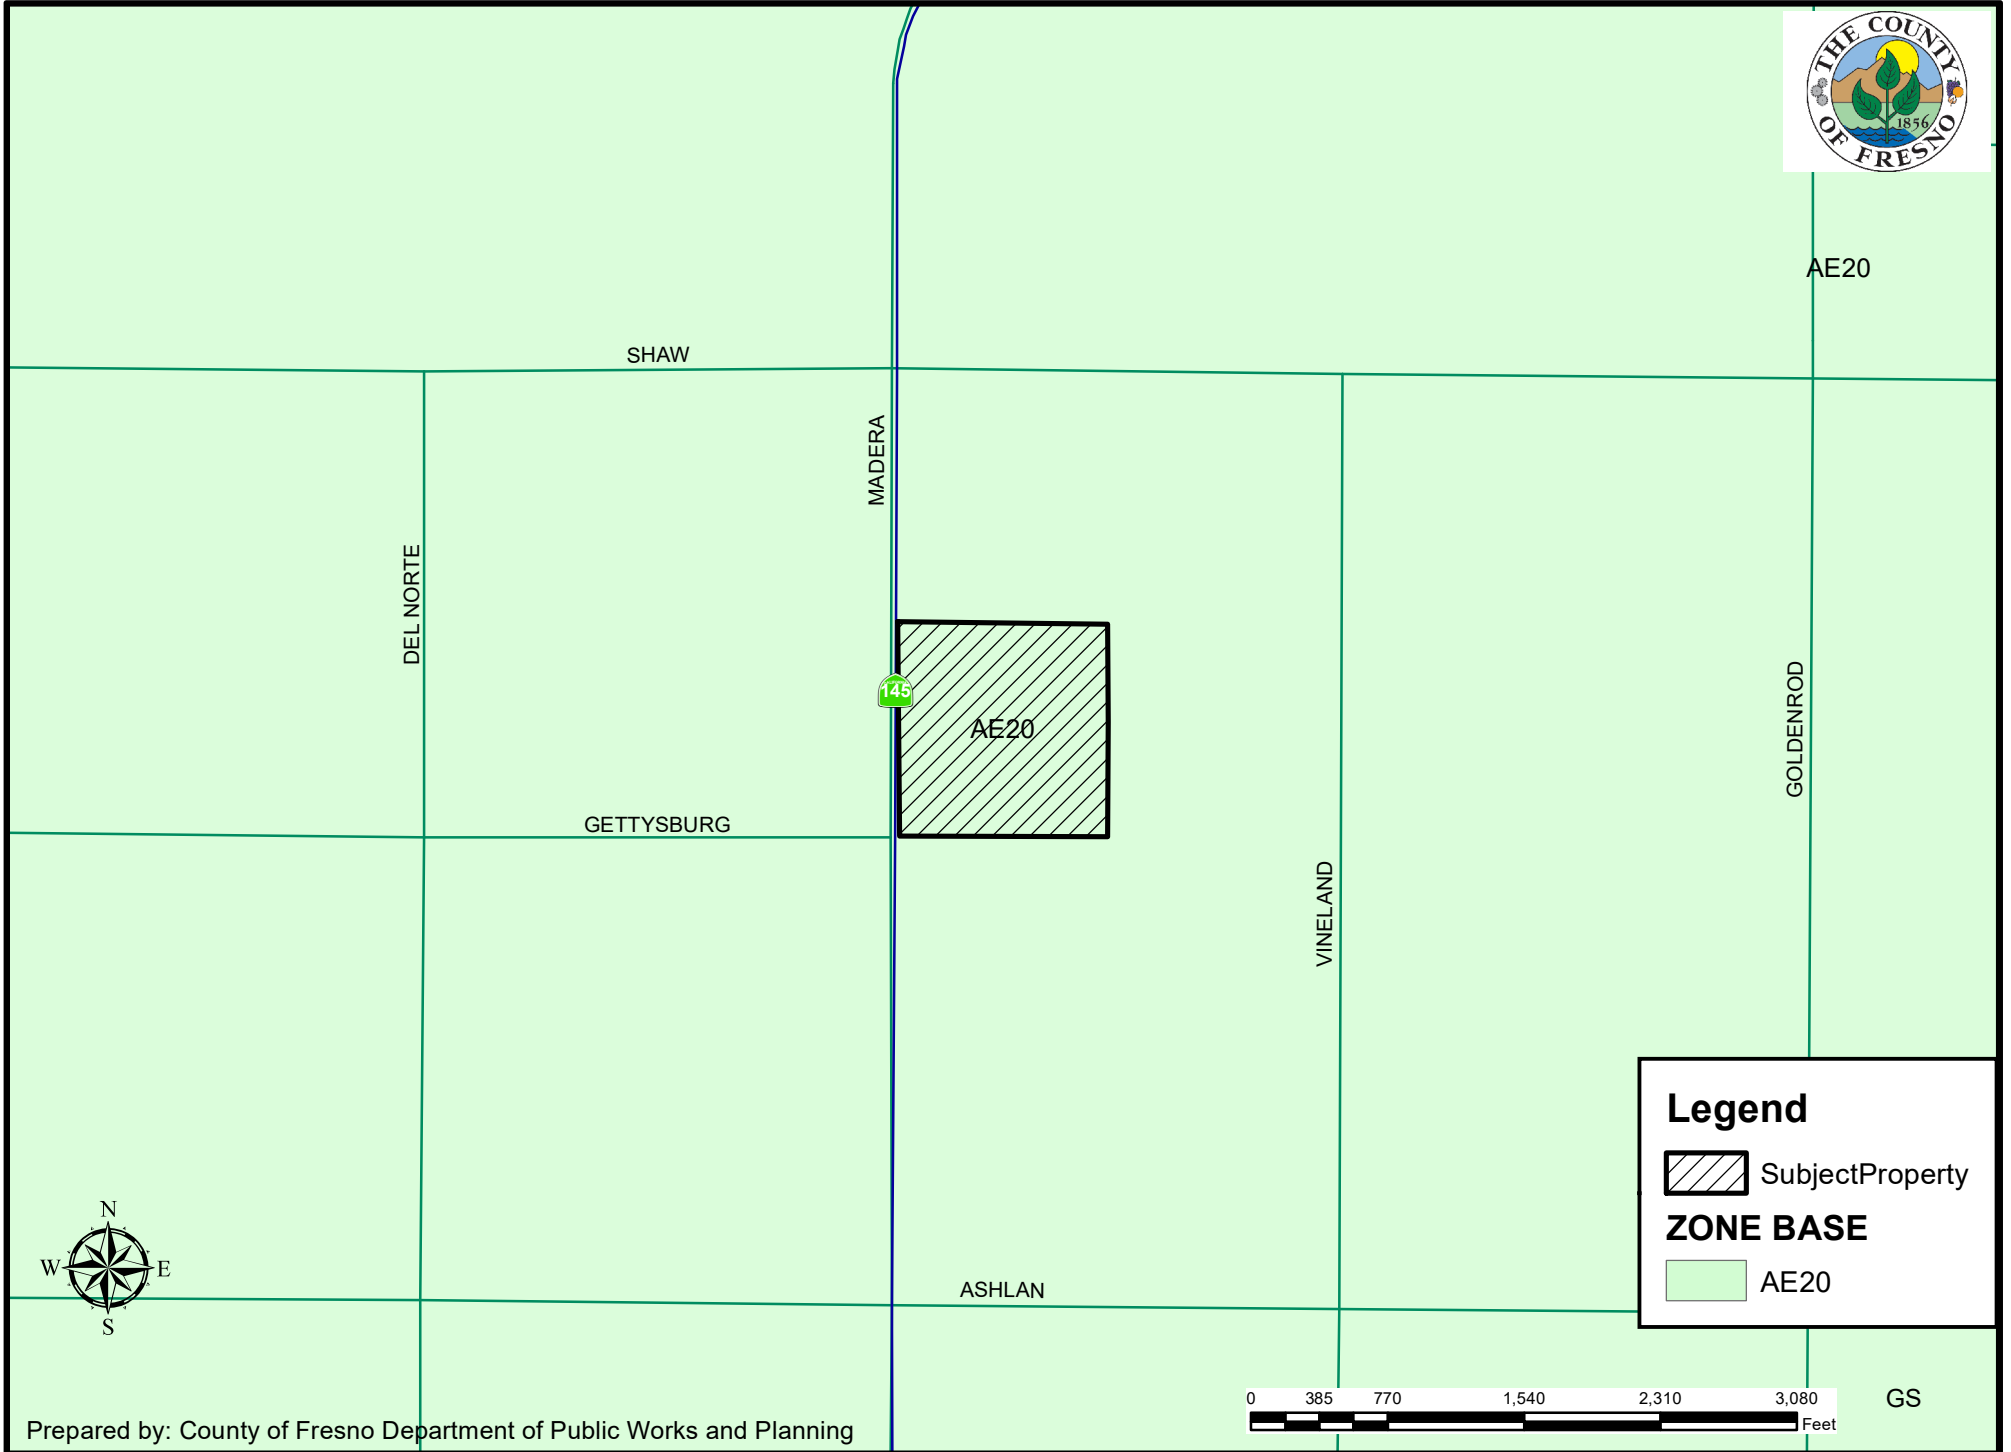 THE COUNTY
OF FRESNO
1856
AE20
SHAW
MADERA
DEL NORTE
145
AE20
GOLDENROD
GETTYSBURG
VINELAND
Legend
SubjectProperty
ZONE BASE
AE20
N
W E
S
ASHLAN
0 385 770 1,540 2,310 3,080
Feet
GS
Prepared by: County of Fresno Department of Public Works and Planning